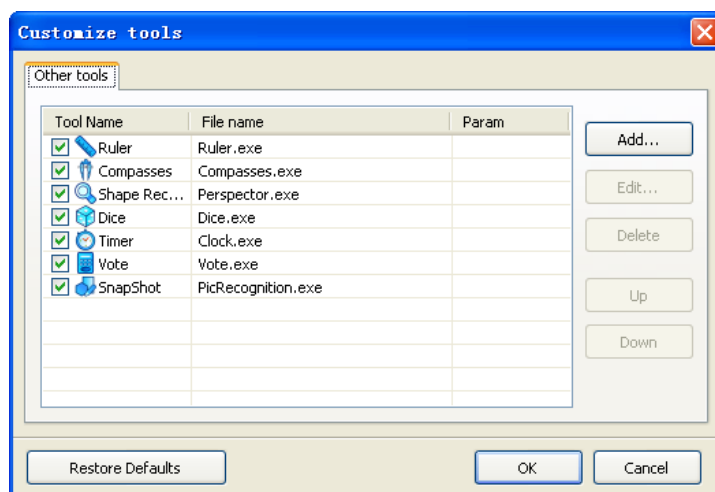 Customize tools
Other tools
Tool Name File name Param
Ruler Ruler.exe
Compasses Compasses.exe
Shape Rec... Perspector.exe
Dice Dice.exe
Timer Clock.exe
Vote Vote.exe
SnapShot PicRecognition.exe
Add...
Edit...
Delete
Up
Down
Restore Defaults OK Cancel